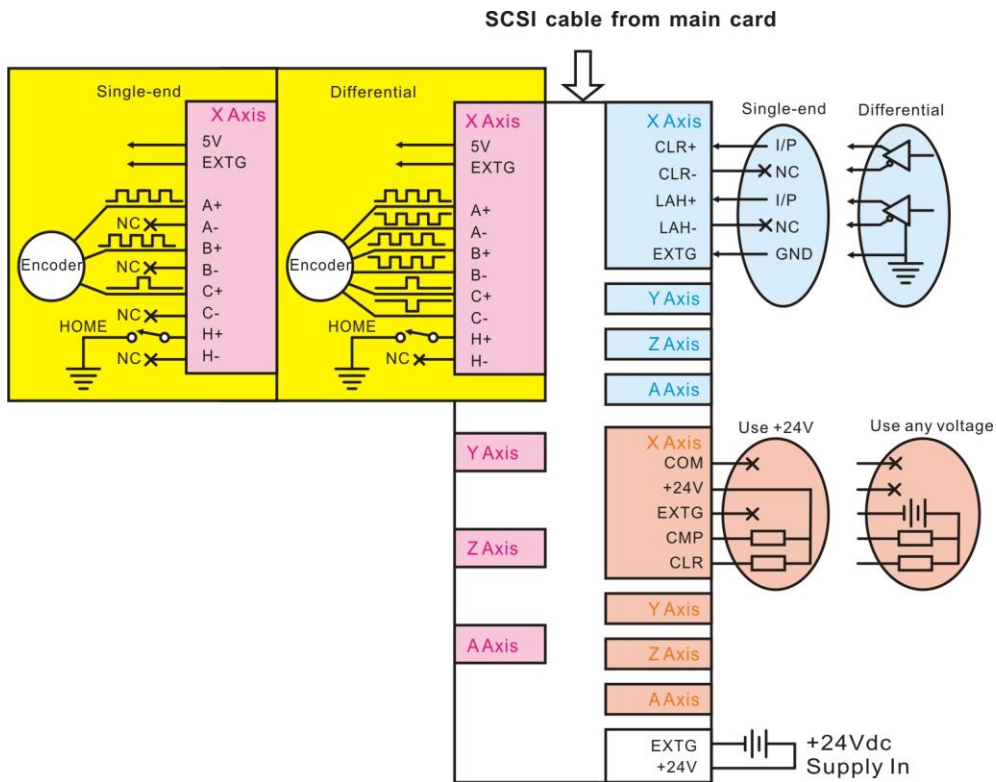 SCSI cable from main card
Single-end
X Axis
5V
EXTG
A+
NC
A-
B+
Encoder
NC
B-
C+
NC
C-
HOME
H+
NC
H-
Differential
X Axis
5V
EXTG
A+
A-
B+
Encoder
B-
C+
C-
HOME
H+
NC
H-
Y Axis
Z Axis
A Axis
X Axis
Single-end
Differential
CLR+
I/P
CLR-
NC
LAH+
I/P
LAH-
NC
EXTG
GND
Y Axis
Z Axis
A Axis
X Axis
Use +24V
Use any voltage
COM
+24V
EXTG
CMP
CLR
Y Axis
Z Axis
A Axis
EXTG
+24V
+24Vdc
Supply In